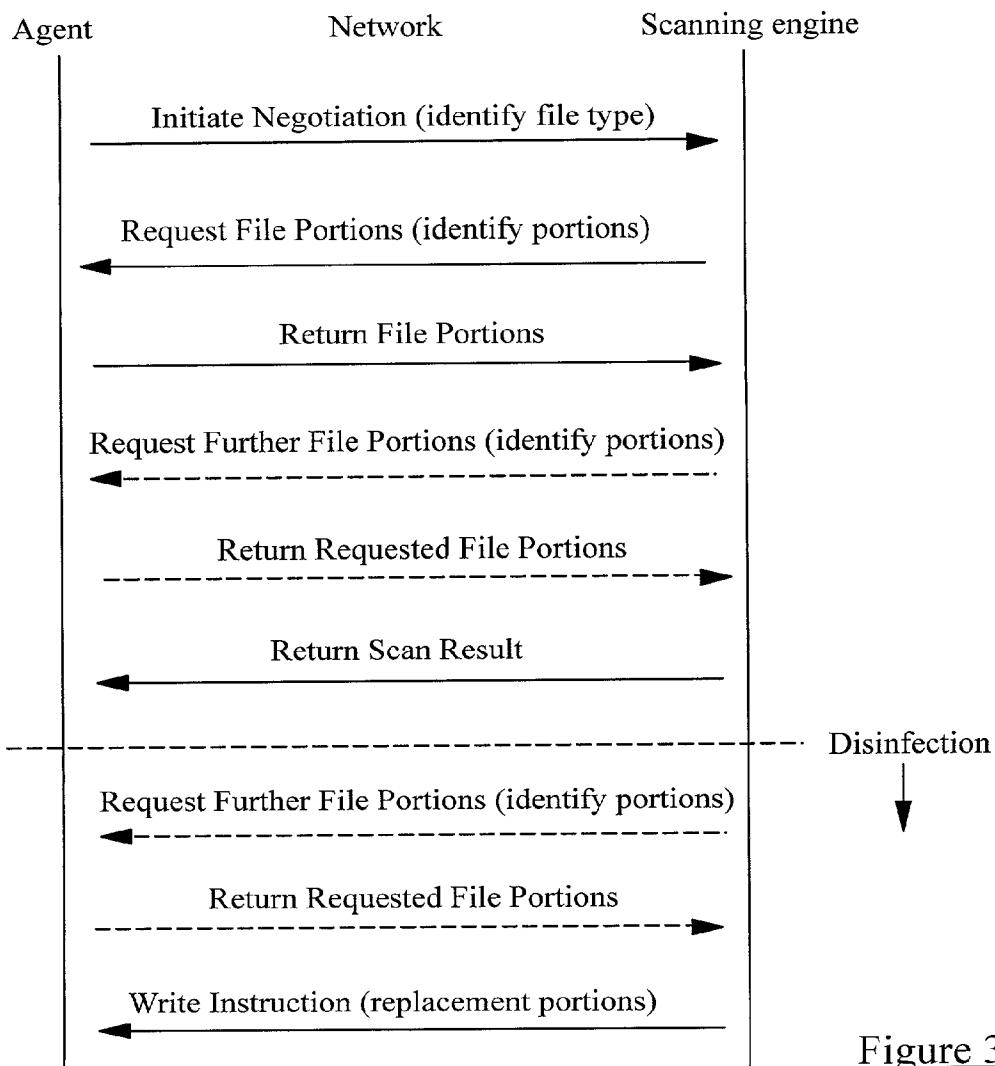 Agent
Network
Scanning engine
Initiate Negotiation (identify file type)
Request File Portions (identify portions)
Return File Portions
Request Further File Portions (identify portions)
Return Requested File Portions
Return Scan Result
Disinfection
Request Further File Portions (identify portions)
Return Requested File Portions
Write Instruction (replacement portions)
Figure 3